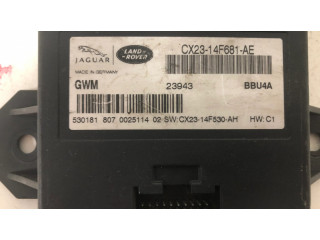 JAGUAR
LAND-
ROVER
CX23-14F681-AE
MADE IN GERMANY
GWM
23943
BBU4A
530181 807 0025114 02 SW:CX23-14F530-AH HW: C1